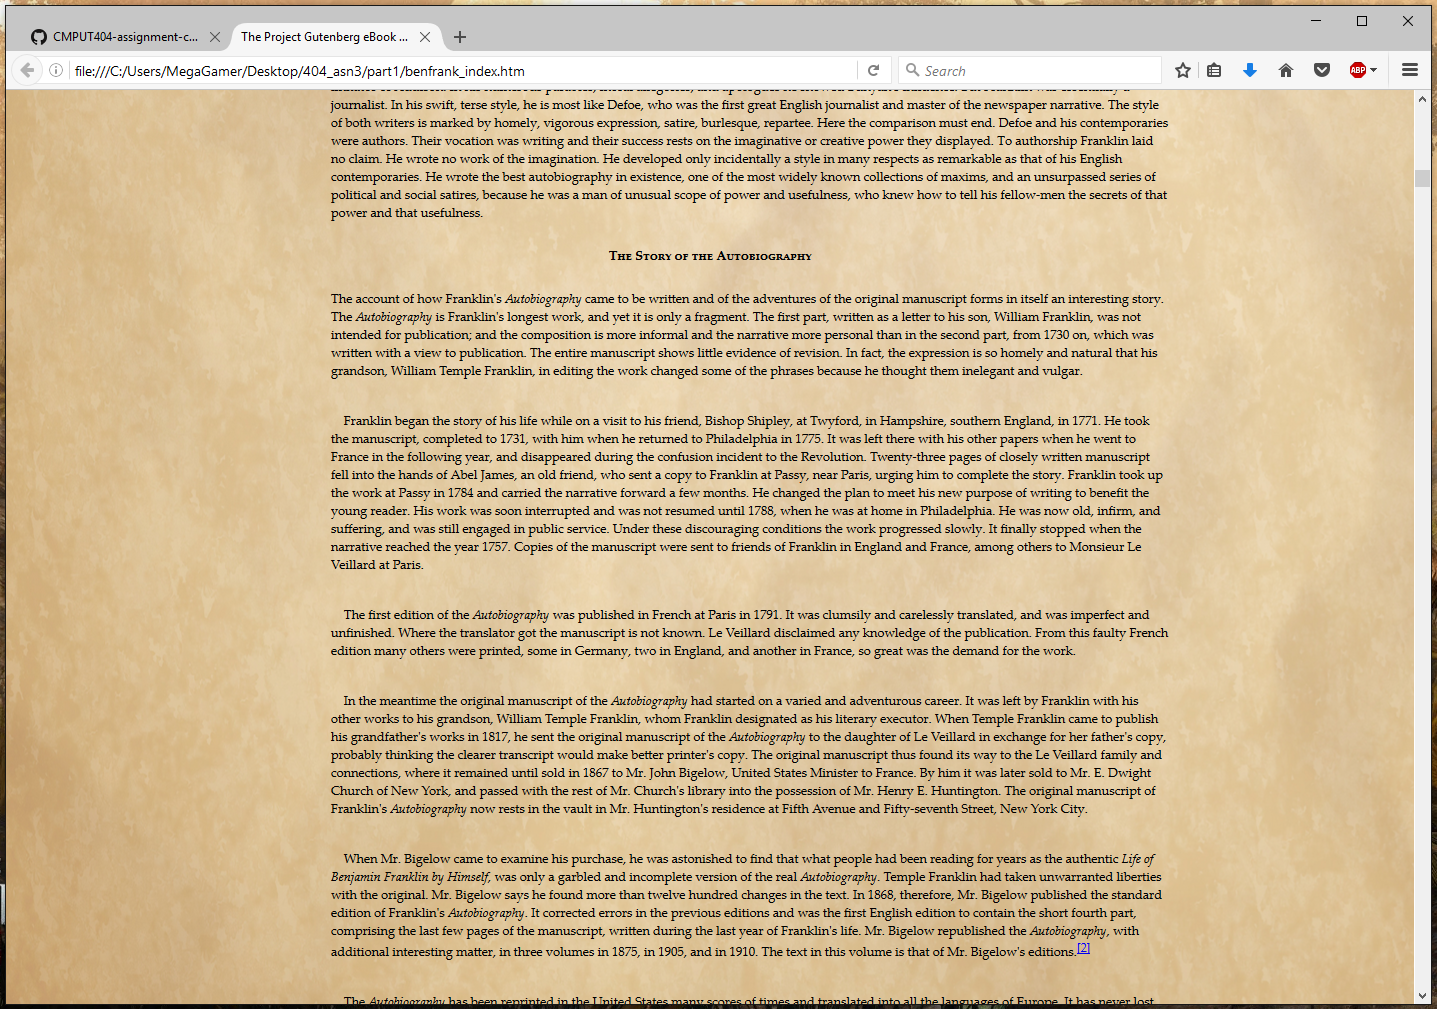 CMPUT404-assignment-c...
The Project Gutenberg eBook ...
file:///C:/Users/MegaGamer/Desktop/404_asn3/part1/benfrank_index.htm
Search
ABP
journalist. In his swift, terse style, he is most like Defoe, who was the first great English journalist and master of the newspaper narrative. The style
of both writers is marked by homely, vigorous expression, satire, burlesque, repartee. Here the comparison must end. Defoe and his contemporaries
were authors. Their vocation was writing and their success rests on the imaginative or creative power they displayed. To authorship Franklin laid
no claim. He wrote no work of the imagination. He developed only incidentally a style in many respects as remarkable as that of his English
contemporaries. He wrote the best autobiography in existence, one of the most widely known collections of maxims, and an unsurpassed series of
political and social satires, because he was a man of unusual scope of power and usefulness, who knew how to tell his fellow-men the secrets of that
power and that usefulness.
The Story of the Autobiography
The account of how Franklin's Autobiography came to be written and of the adventures of the original manuscript forms in itself an interesting story.
The Autobiography is Franklin's longest work, and yet it is only a fragment. The first part, written as a letter to his son, William Franklin, was not
intended for publication; and the composition is more informal and the narrative more personal than in the second part, from 1730 on, which was
written with a view to publication. The entire manuscript shows little evidence of revision. In fact, the expression is so homely and natural that his
grandson, William Temple Franklin, in editing the work changed some of the phrases because he thought them inelegant and vulgar.
Franklin began the story of his life while on a visit to his friend, Bishop Shipley, at Twyford, in Hampshire, southern England, in 1771. He took
the manuscript, completed to 1731, with him when he returned to Philadelphia in 1775. It was left there with his other papers when he went to
France in the following year, and disappeared during the confusion incident to the Revolution. Twenty-three pages of closely written manuscript
fell into the hands of Abel James, an old friend, who sent a copy to Franklin at Passy, near Paris, urging him to complete the story. Franklin took up
the work at Passy in 1784 and carried the narrative forward a few months. He changed the plan to meet his new purpose of writing to benefit the
young reader. His work was soon interrupted and was not resumed until 1788, when he was at home in Philadelphia. He was now old, infirm, and
suffering, and was still engaged in public service. Under these discouraging conditions the work progressed slowly. It finally stopped when the
narrative reached the year 1757. Copies of the manuscript were sent to friends of Franklin in England and France, among others to Monsieur Le
Veillard at Paris.
The first edition of the Autobiography was published in French at Paris in 1791. It was clumsily and carelessly translated, and was imperfect and
unfinished. Where the translator got the manuscript is not known. Le Veillard disclaimed any knowledge of the publication. From this faulty French
edition many others were printed, some in Germany, two in England, and another in France, so great was the demand for the work.
In the meantime the original manuscript of the Autobiography had started on a varied and adventurous career. It was left by Franklin with his
other works to his grandson, William Temple Franklin, whom Franklin designated as his literary executor. When Temple Franklin came to publish
his grandfather's works in 1817, he sent the original manuscript of the Autobiography to the daughter of Le Veillard in exchange for her father's copy,
probably thinking the clearer transcript would make better printer's copy. The original manuscript thus found its way to the Le Veillard family and
connections, where it remained until sold in 1867 to Mr. John Bigelow, United States Minister to France. By him it was later sold to Mr. E. Dwight
Church of New York, and passed with the rest of Mr. Church's library into the possession of Mr. Henry E. Huntington. The original manuscript of
Franklin's Autobiography now rests in the vault in Mr. Huntington's residence at Fifth Avenue and Fifty-seventh Street, New York City.
When Mr. Bigelow came to examine his purchase, he was astonished to find that what people had been reading for years as the authentic Life of
Benjamin Franklin by Himself, was only a garbled and incomplete version of the real Autobiography. Temple Franklin had taken unwarranted liberties
with the original. Mr. Bigelow says he found more than twelve hundred changes in the text. In 1868, therefore, Mr. Bigelow published the standard
edition of Franklin's Autobiography. It corrected errors in the previous editions and was the first English edition to contain the short fourth part,
comprising the last few pages of the manuscript, written during the last year of Franklin's life. Mr. Bigelow republished the Autobiography, with
additional interesting matter, in three volumes in 1875, in 1905, and in 1910. The text in this volume is that of Mr. Bigelow's editions.[2]
The Autobiography has been reprinted in the United States many scores of times and translated into all the languages of Europe. It has never lost